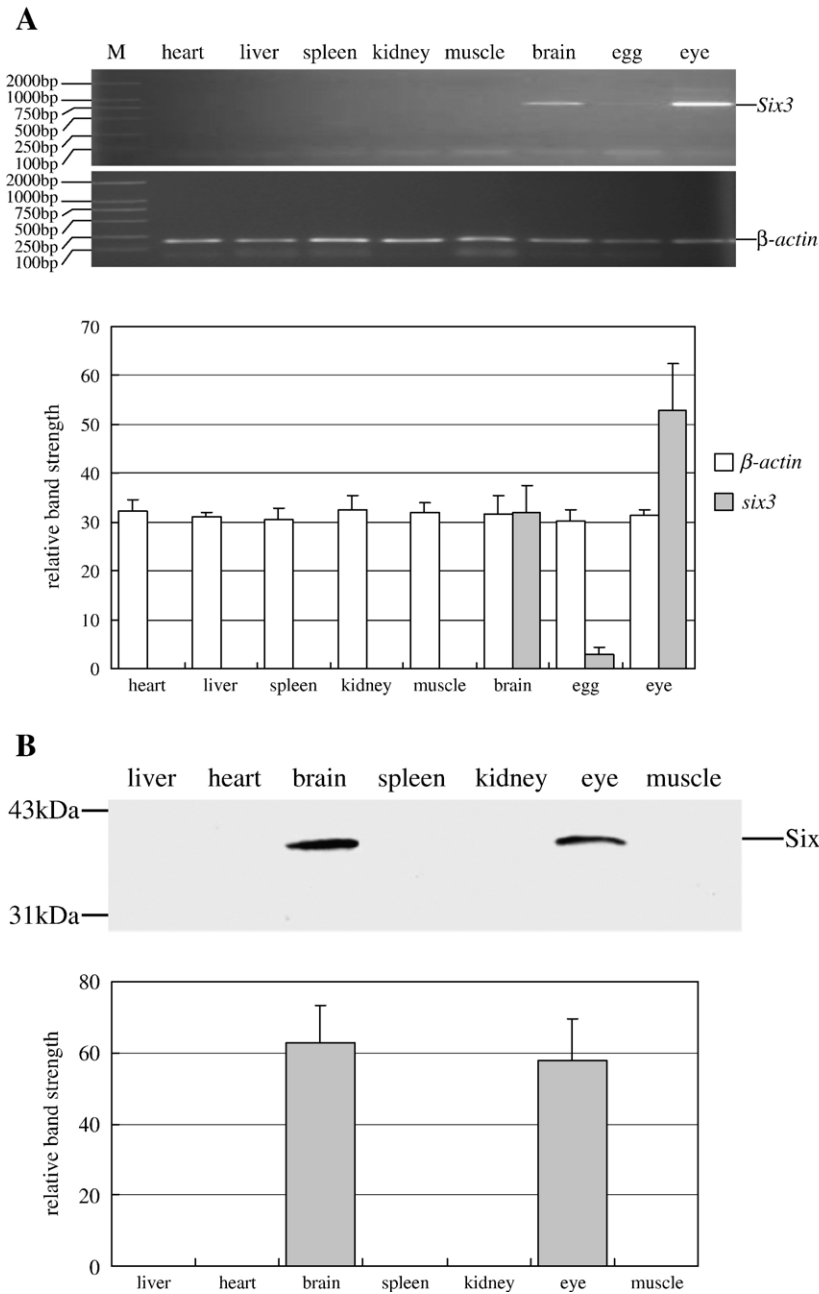 A
M heart liver spleen kidney muscle brain egg eye
2000bp
1000bp
750bp
500bp
250bp
100bp
Six3
2000bp
1000bp
750bp
500bp
250bp
100bp
β-actin
70
60
50
40
30
20
10
0
relative band strength
heart liver spleen kidney muscle brain egg eye
β-actin
six3
B
liver heart brain spleen kidney eye muscle
43kDa
Six
31kDa
80
60
40
20
0
relative band strength
liver heart brain spleen kidney eye muscle